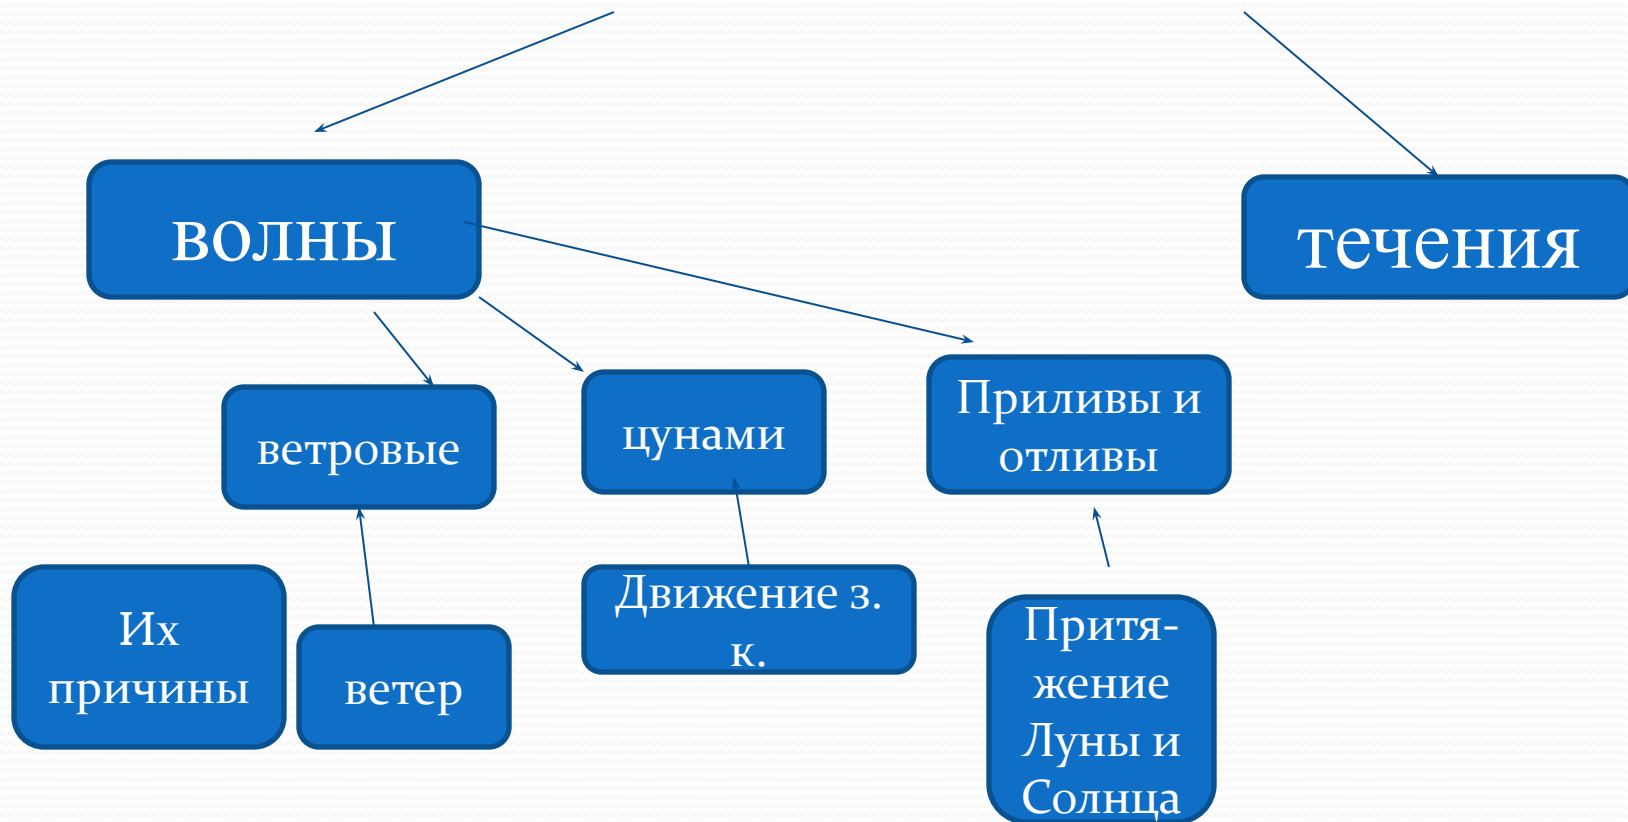 волны
течения
ветровые
цунами
Приливы и
отливы
Их
причины
ветер
Движение з.
к.
Притя-
жение
Луны и
Солнца